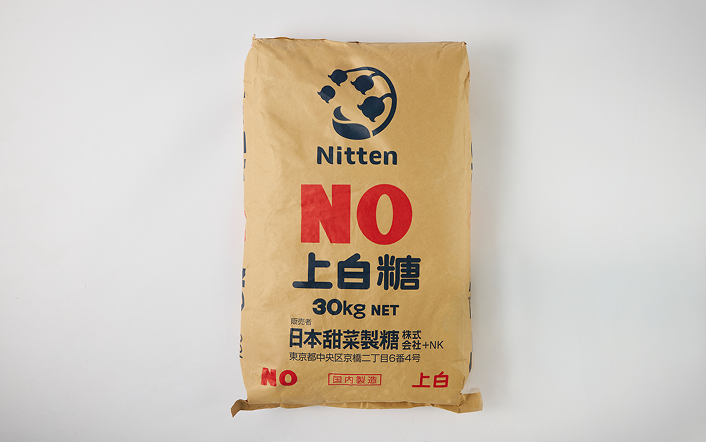 Nitten
NO
上白糖
30kg NET
販売者
日本甜菜製糖 株式会社+NK
東京都中央区京橋二丁目6番4号
NO 国内製造 上白